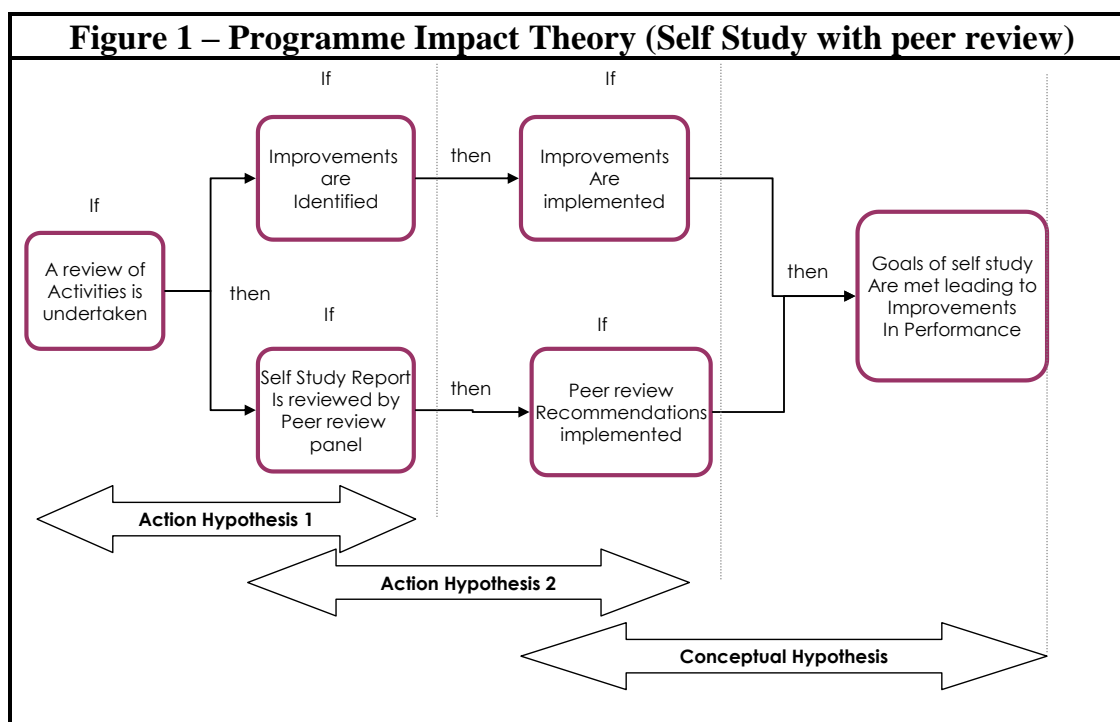 Figure 1 – Programme Impact Theory (Self Study with peer review)
If
If
If
Improvements
are
Identified
then
Improvements
Are
implemented
If
A review of
Activities is
undertaken
then
then
Goals of self study
Are met leading to
Improvements
In Performance
If
If
Self Study Report
Is reviewed by
Peer review
panel
then
Peer review
Recommendations
implemented
Action Hypothesis 1
Action Hypothesis 2
Conceptual Hypothesis